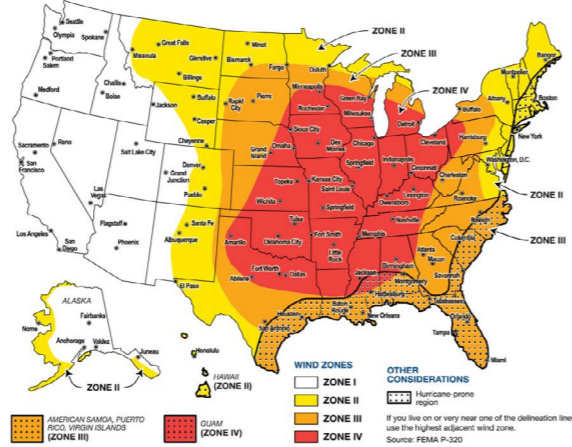 ZONE II
ZONE III
ZONE IV
Seattle
Olympia
Spokane
Portland
Salem
Medford
Great Falls
Missoula
Glendive
Billings
Minot
Bismarck
Fargo
Duluth
Challis
Boise
Jackson
Buffalo
Casper
Cheyenne
Rapid City
Pierre
Minneapolis
Rochester
Green Bay
Milwaukee
Detroit
Buffalo
Albany
Montpelier
Bangor
Boston
New York
Harrisburg
Washington, D.C.
Cleveland
Sacramento
San Francisco
Reno
Salt Lake City
Grand Junction
Denver
Pueblo
Grand Island
Omaha
Sioux City
Des Moines
Chicago
Springfield
Indianapolis
Cincinnati
Charleston
Roanoke
Raleigh
Las Vegas
Los Angeles
San Diego
Flagstaff
Phoenix
Santa Fe
Albuquerque
El Paso
Topeka
Kansas City
Saint Louis
Wichita
Springfield
Owensboro
Lexington
Nashville
Memphis
Tulsa
Amarillo
Oklahoma City
Fort Smith
Little Rock
Fort Worth
Dallas
Abilene
Jackson
Birmingham
Montgomery
Atlanta
Macon
Columbia
Savannah
Hattiesburg
Tallahassee
Baton Rouge
New Orleans
Houston
San Antonio
Orlando
Tampa
Miami
ZONE II
ZONE III
ALASKA
Nome
Fairbanks
Anchorage
Valdez
Juneau
ZONE II
Honolulu
HAWAII
(ZONE II)
AMERICAN SAMOA, PUERTO
RICO, VIRGIN ISLANDS
(ZONE III)
GUAM
(ZONE IV)
WIND ZONES
ZONE I
ZONE II
ZONE III
ZONE IV
OTHER
CONSIDERATIONS
Hurricane-prone
region
If you live on or very near one of the delineation line
use the highest adjacent wind zone.
Source: FEMA P-320